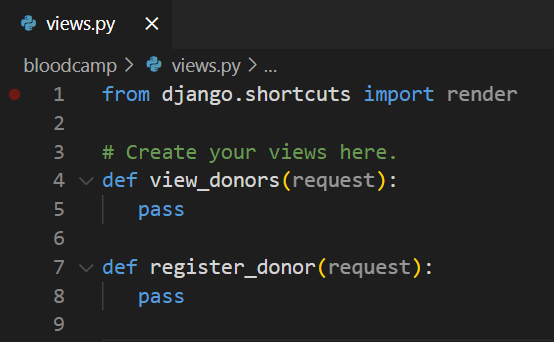 views.py
bloodcamp > views.py > ...
1 from django.shortcuts import render
2
3 # Create your views here.
4 def view_donors(request):
5     pass
6
7 def register_donor(request):
8     pass
9